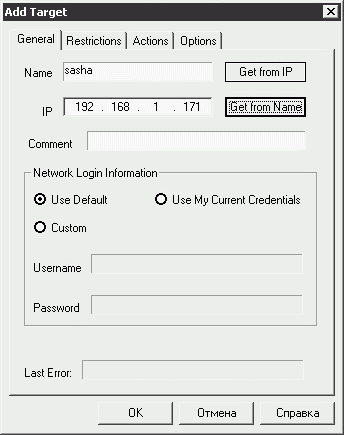 Add Target
General Restrictions Actions Options
Name sasha Get from IP
IP 192 . 168 . 1 . 171 Get from Name
Comment
Network Login Information
Use Default Use My Current Credentials
Custom
Username
Password
Last Error:
OK Отмена Справка